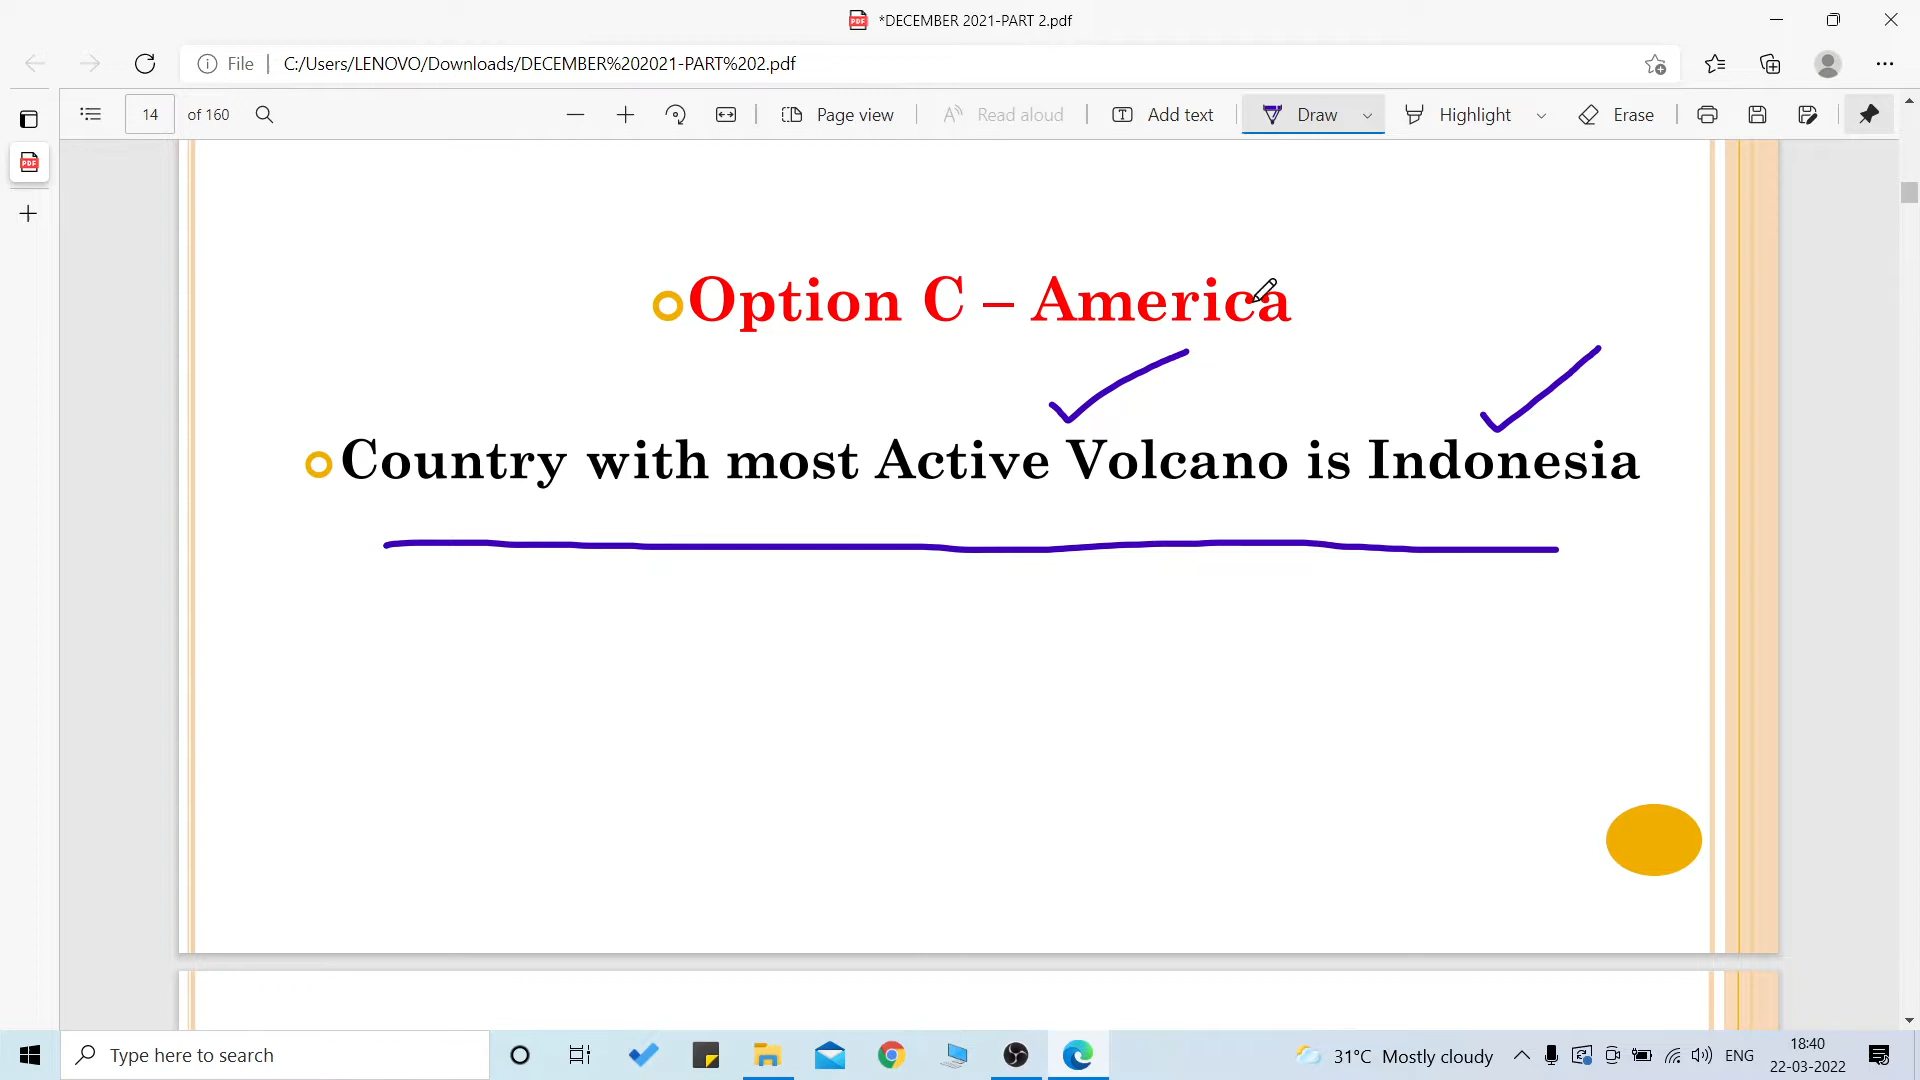 *DECEMBER 2021-PART 2.pdf
File
C:/Users/LENOVO/Downloads/DECEMBER%202021-PART%202.pdf
14 of 160
Page view
Read aloud
Add text
Draw
Highlight
Erase
Option C – America
Country with most Active Volcano is Indonesia
Type here to search
31°C Mostly cloudy
ENG
18:40
22-03-2022